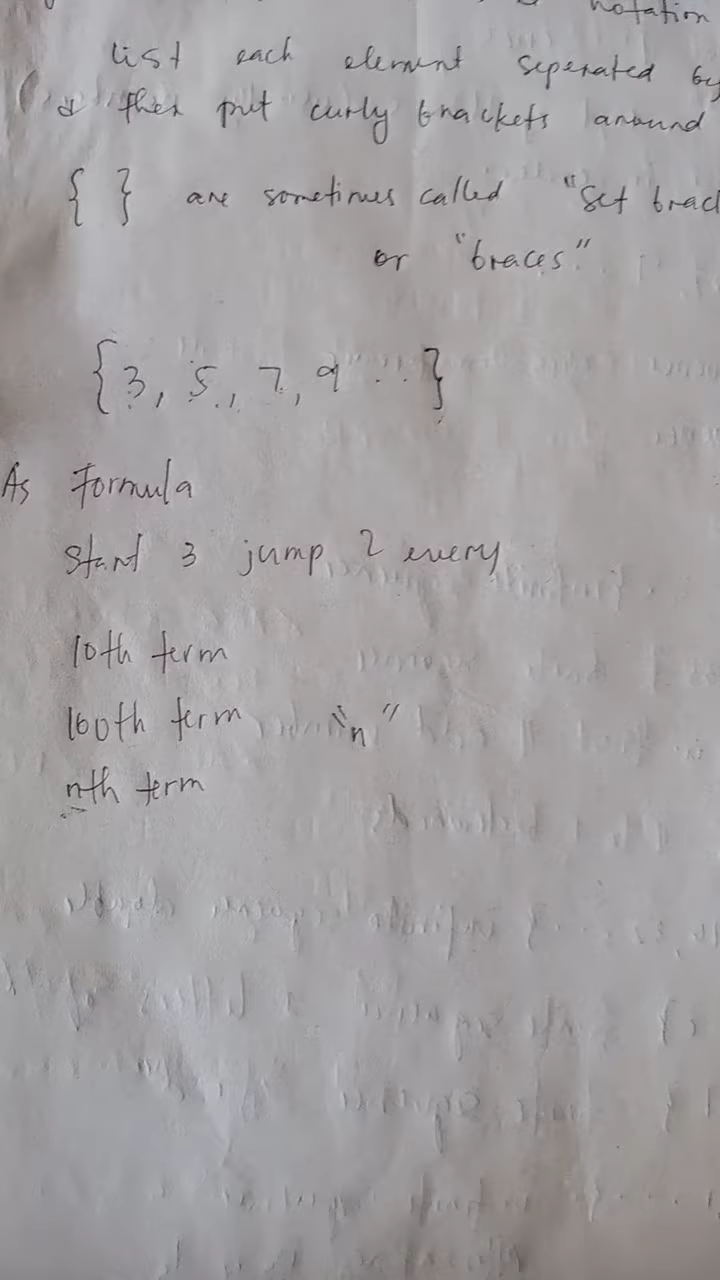 notation
list each element seperated by
& then put curly brackets around
{ } are sometimes called "set brac
or "braces"
{3, 5, 7, 9 ...}
As Formula
start 3 jump 2 every
10th term
100th term "n"
nth term